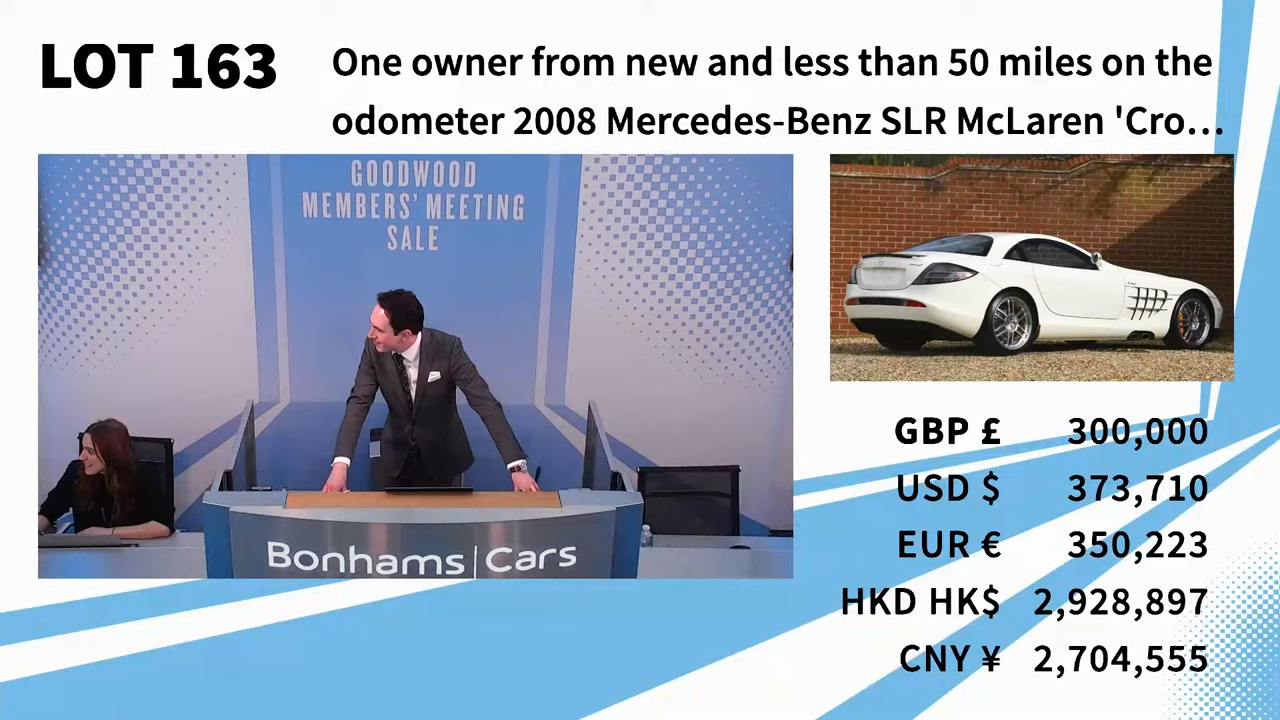 LOT 163
One owner from new and less than 50 miles on the
odometer 2008 Mercedes-Benz SLR McLaren 'Cro...
GOODWOOD
MEMBERS' MEETING
SALE
Bonhams|Cars
GBP £ 300,000
USD $ 373,710
EUR € 350,223
HKD HK$ 2,928,897
CNY ¥ 2,704,555